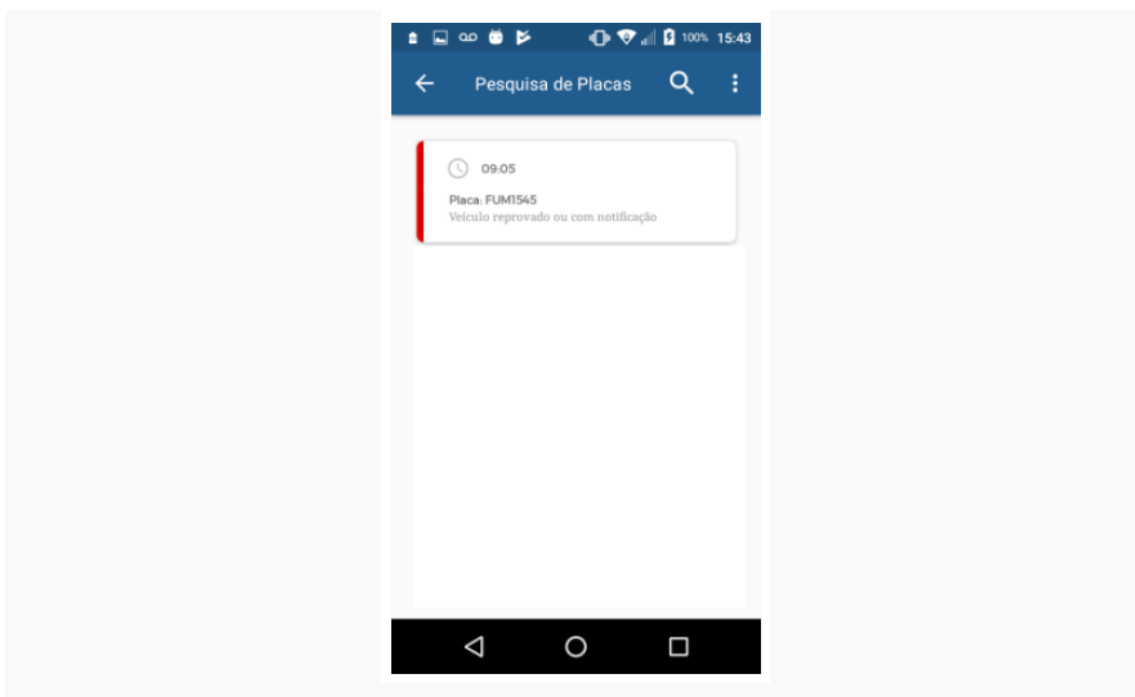 100% 15:43
Pesquisa de Placas
09:05
Placa: FUM1545
Veículo reprovado ou com notificação